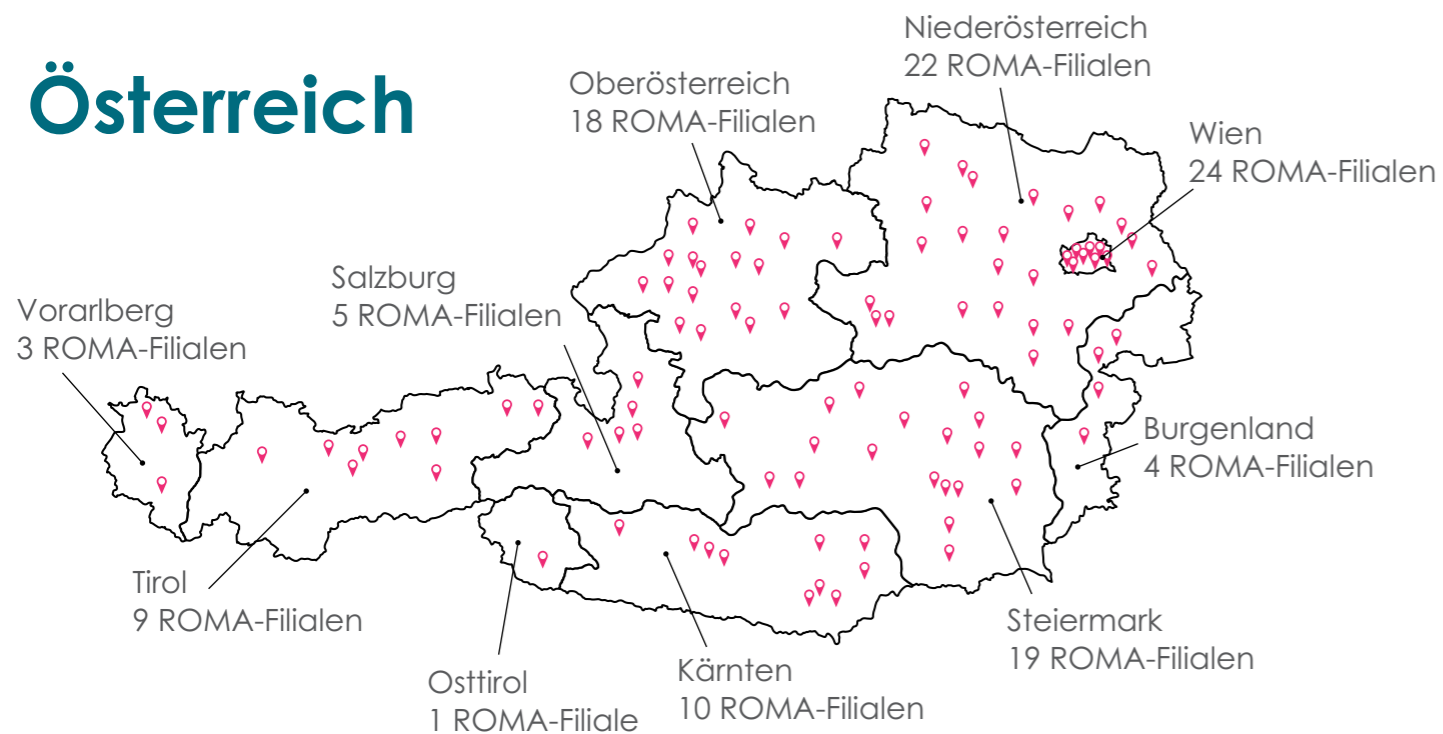 Österreich
Niederösterreich
22 ROMA-Filialen
Oberösterreich
18 ROMA-Filialen
Wien
24 ROMA-Filialen
Salzburg
5 ROMA-Filialen
Vorarlberg
3 ROMA-Filialen
Burgenland
4 ROMA-Filialen
Tirol
9 ROMA-Filialen
Steiermark
19 ROMA-Filialen
Osttirol
1 ROMA-Filiale
Kärnten
10 ROMA-Filialen